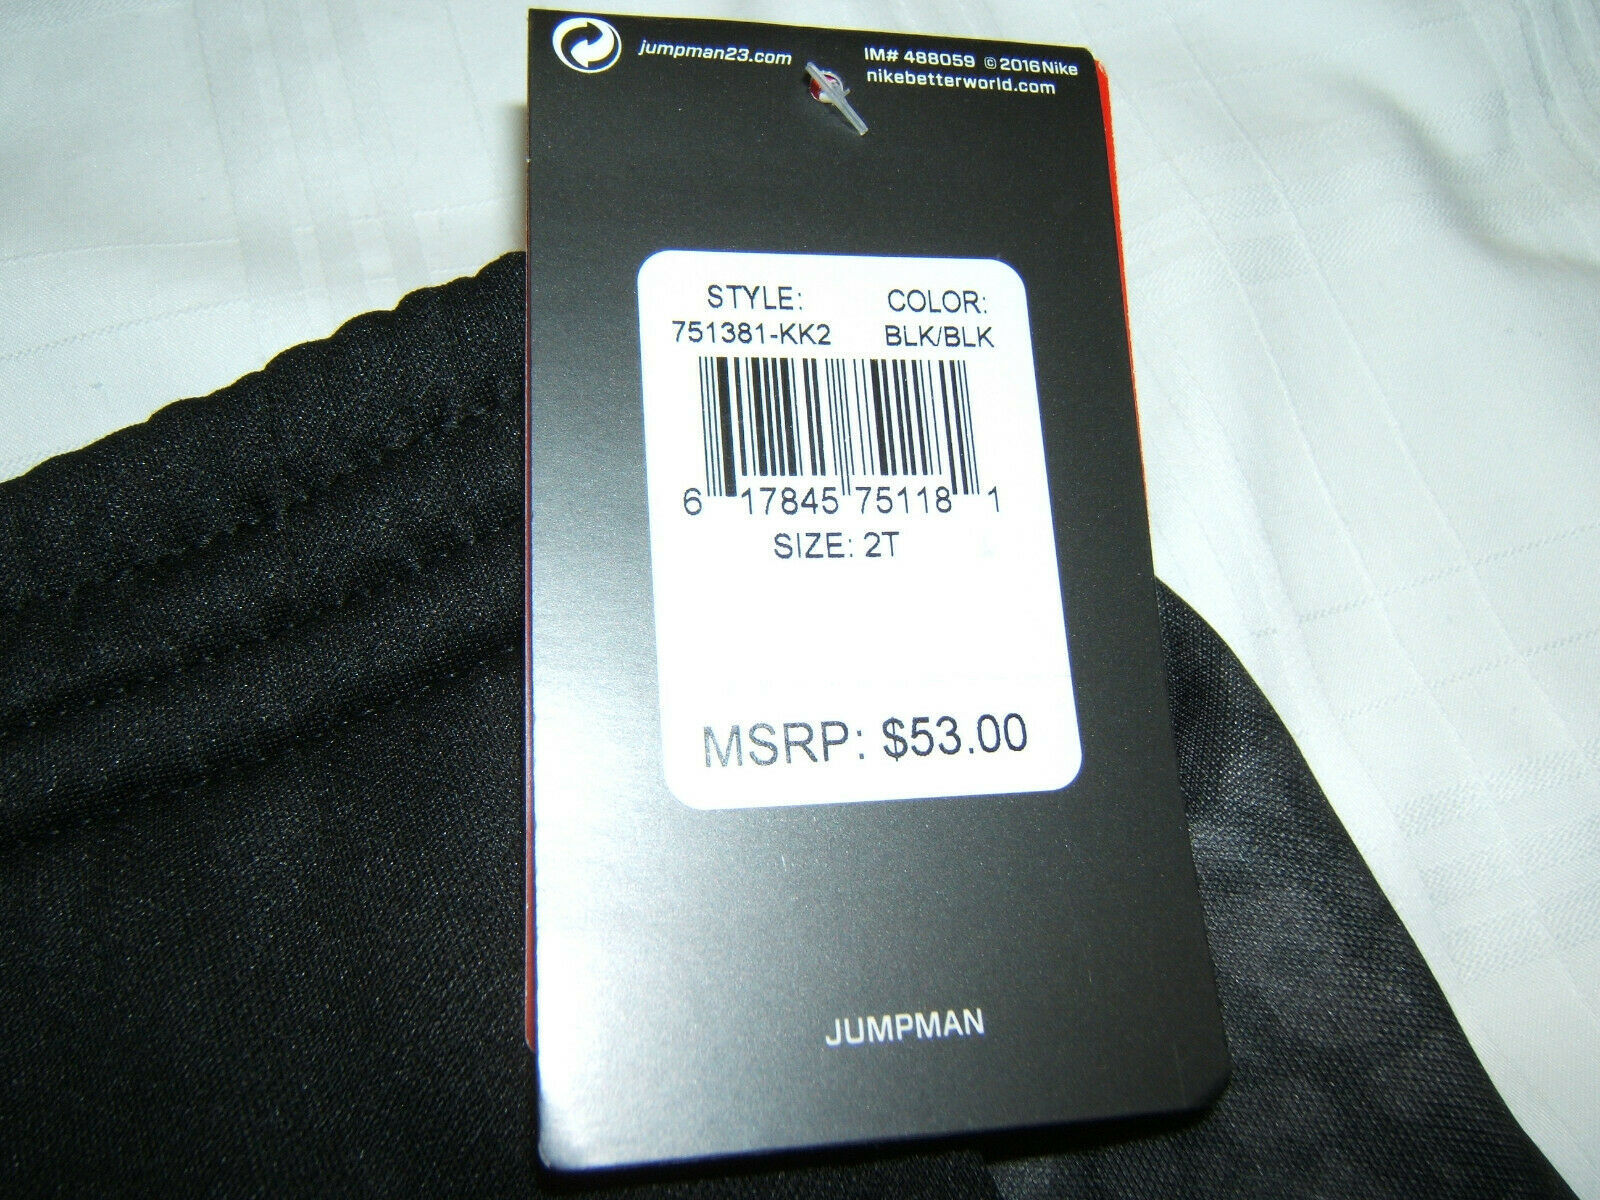 jumpman23.com
IM# 488059 © 2016 Nike
nikebetterworld.com
STYLE: COLOR:
751381-KK2 BLK/BLK
6 17845 75118 1
SIZE: 2T
MSRP: $53.00
JUMPMAN